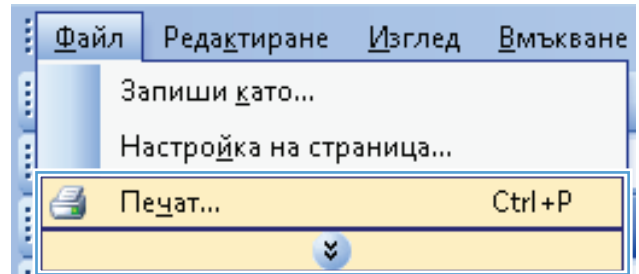 Файл Редактиране Изглед Вмъкване
Запиши като...
Настройка на страница...
Печат... Ctrl+P